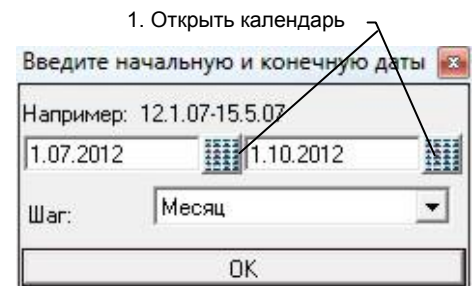 1. Открыть календарь
Введите начальную и конечную даты
Например: 12.1.07-15.5.07
1.07.2012 1.10.2012
Шаг: Месяц
OK